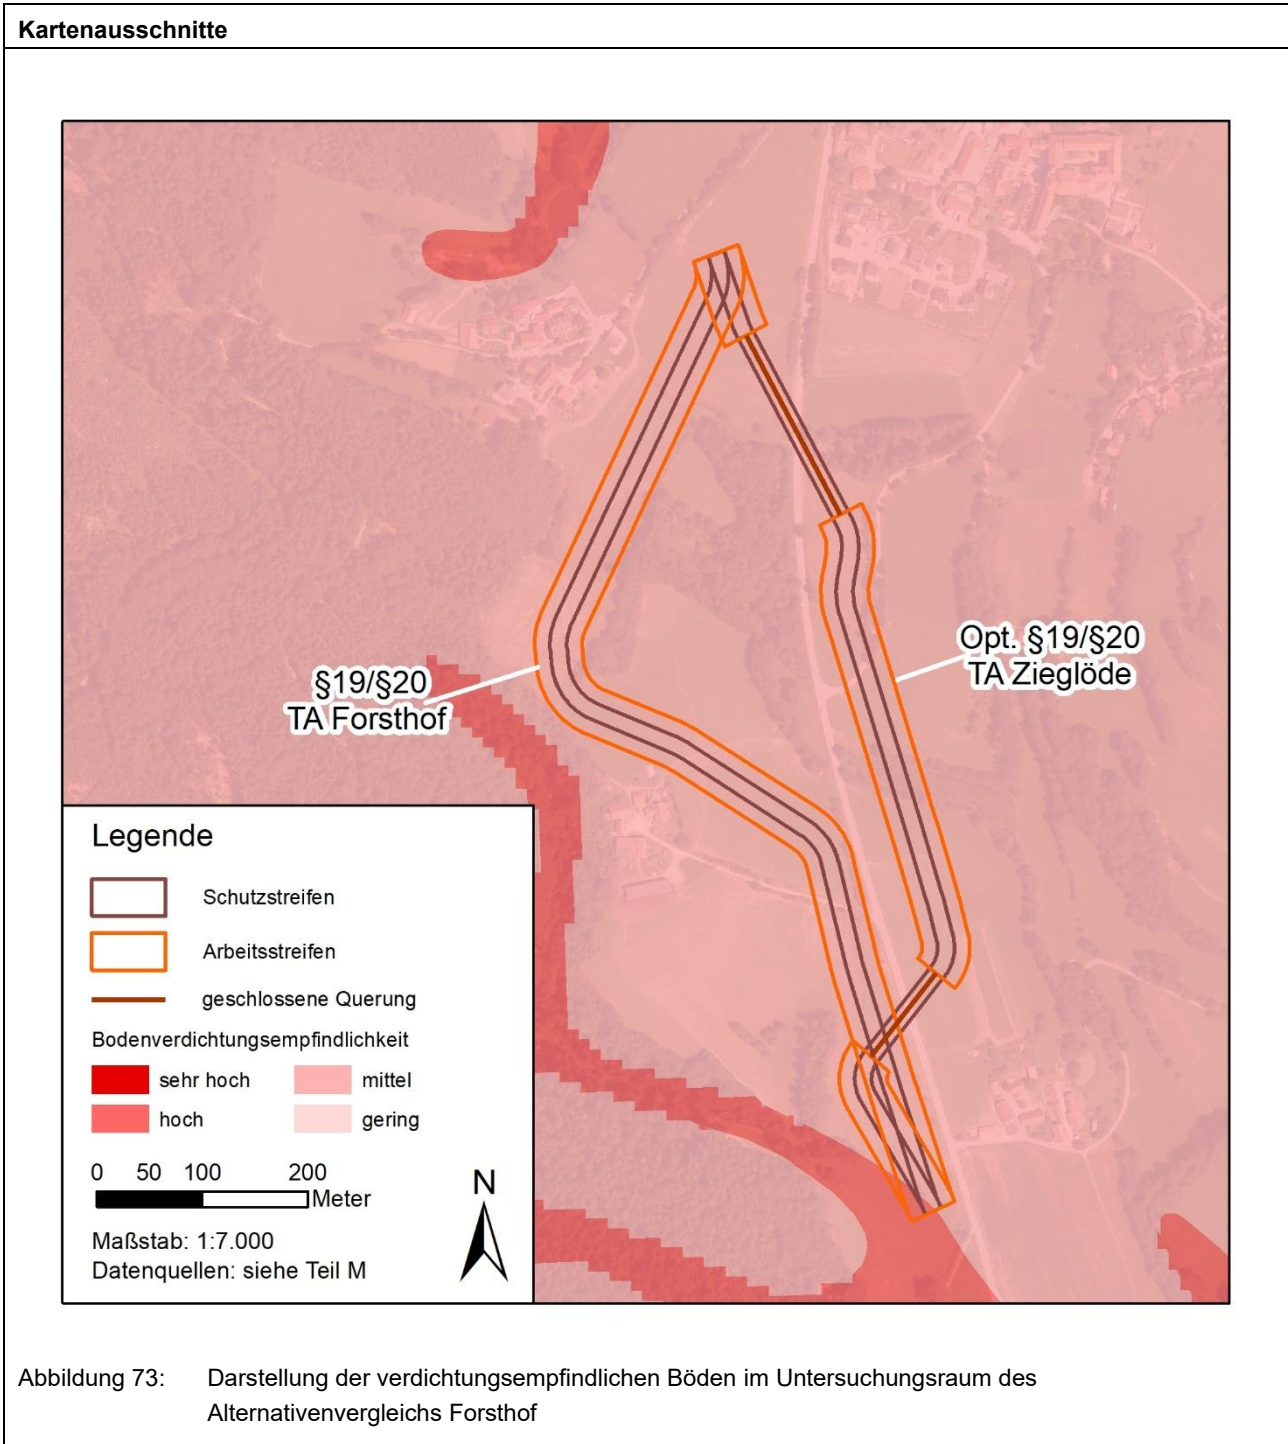 Kartenausschnitte
§19/§20
TA Forsthof
Opt. §19/§20
TA Zieglöde
Legende
Schutzstreifen
Arbeitsstreifen
geschlossene Querung
Bodenverdichtungsempfindlichkeit
sehr hoch
mittel
hoch
gering
0 50 100 200
Meter
N
Maßstab: 1:7.000
Datenquellen: siehe Teil M
Abbildung 73: Darstellung der verdichtungsempfindlichen Böden im Untersuchungsraum des
Alternativenvergleichs Forsthof